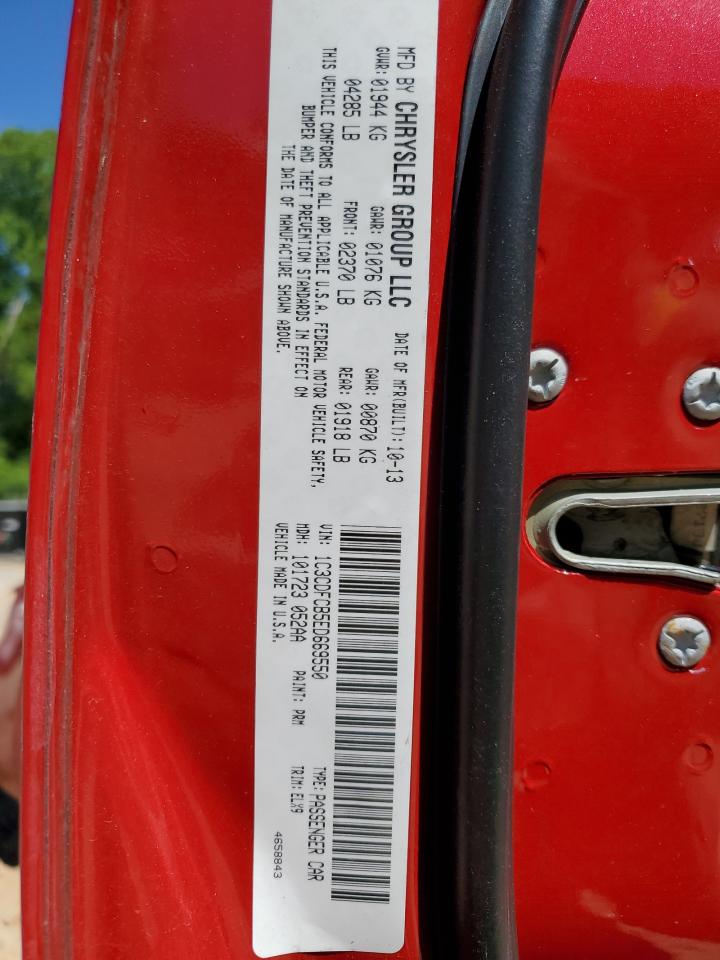 MFD BY CHRYSLER GROUP LLC DATE OF MFR(BUILT): 10-13
GVWR: 01944 KG GAWR: 01076 KG GAWR: 00870 KG
04285 LB FRONT: 02370 LB REAR: 01918 LB
THIS VEHICLE CONFORMS TO ALL APPLICABLE U.S.A. FEDERAL MOTOR VEHICLE SAFETY,
BUMPER AND THEFT PREVENTION STANDARDS IN EFFECT ON
THE DATE OF MANUFACTURE SHOWN ABOVE.
VIN: 1C3CDFCB5ED669550 TYPE: PASSENGER CAR
MDH: 101723 052AA PAINT: PRM TRIM: ELX9
VEHICLE MADE IN U.S.A. 4658843